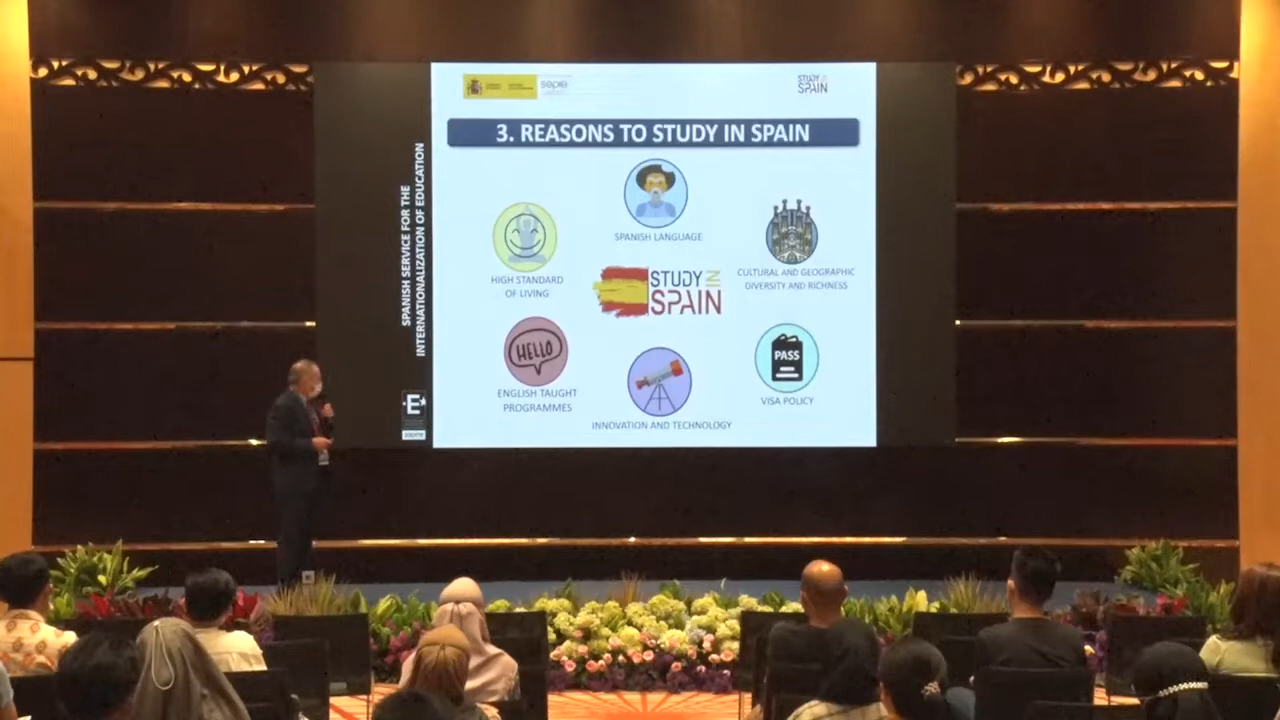 SPANISH SERVICE FOR THE
INTERNATIONALIZATION OF EDUCATION
E
sepie
STUDY IN
SPAIN
3. REASONS TO STUDY IN SPAIN
SPANISH LANGUAGE
HIGH STANDARD
OF LIVING
CULTURAL AND GEOGRAPHIC
DIVERSITY AND RICHNESS
STUDY IN
SPAIN
HELLO
ENGLISH TAUGHT
PROGRAMMES
INNOVATION AND TECHNOLOGY
PASS
VISA POLICY